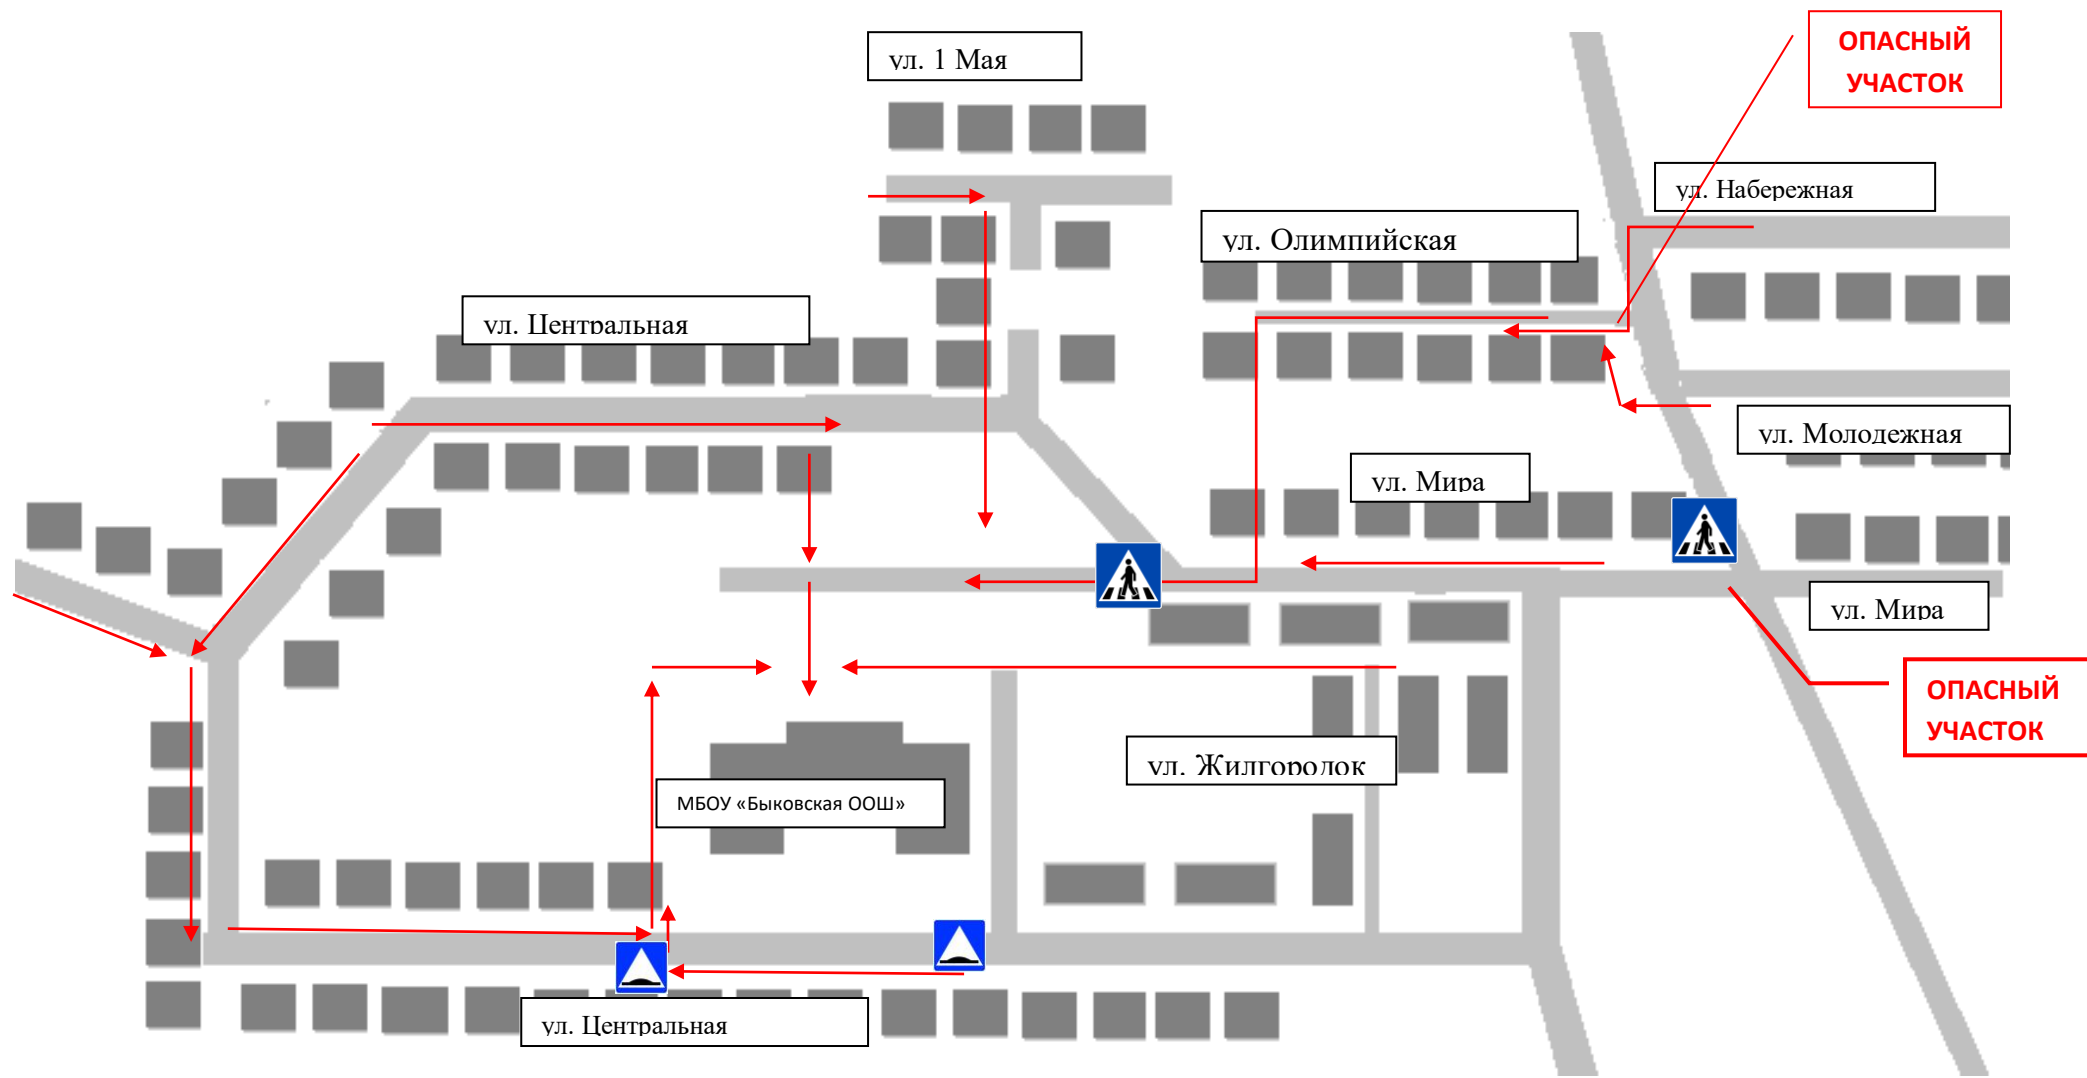 ул. 1 Мая
ОПАСНЫЙ
УЧАСТОК
ул. Набережная
ул. Олимпийская
ул. Центральная
ул. Молодежная
ул. Мира
ул. Мира
ОПАСНЫЙ
УЧАСТОК
ул. Жилгородок
МБОУ «Быковская ООШ»
ул. Центральная